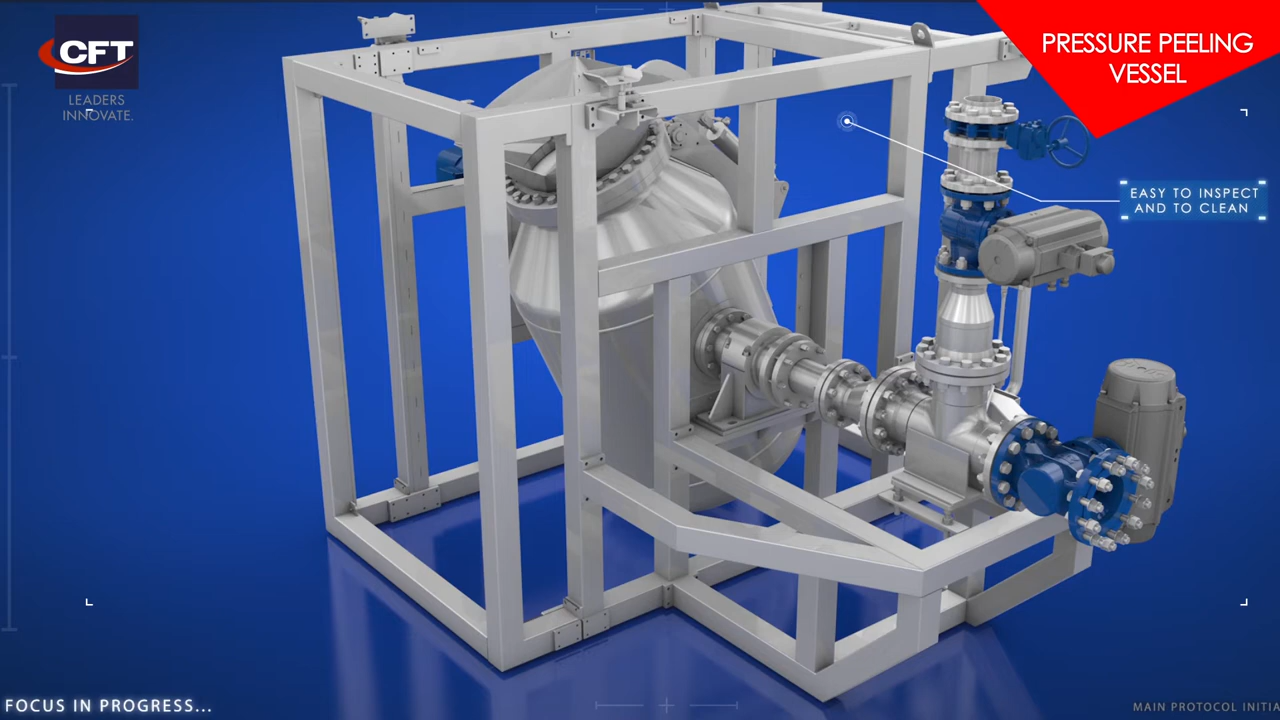 CFT
LEADERS
INNOVATE.
PRESSURE PEELING
VESSEL
EASY TO INSPECT
AND TO CLEAN
FOCUS IN PROGRESS...
MAIN PROTOCOL INITIA